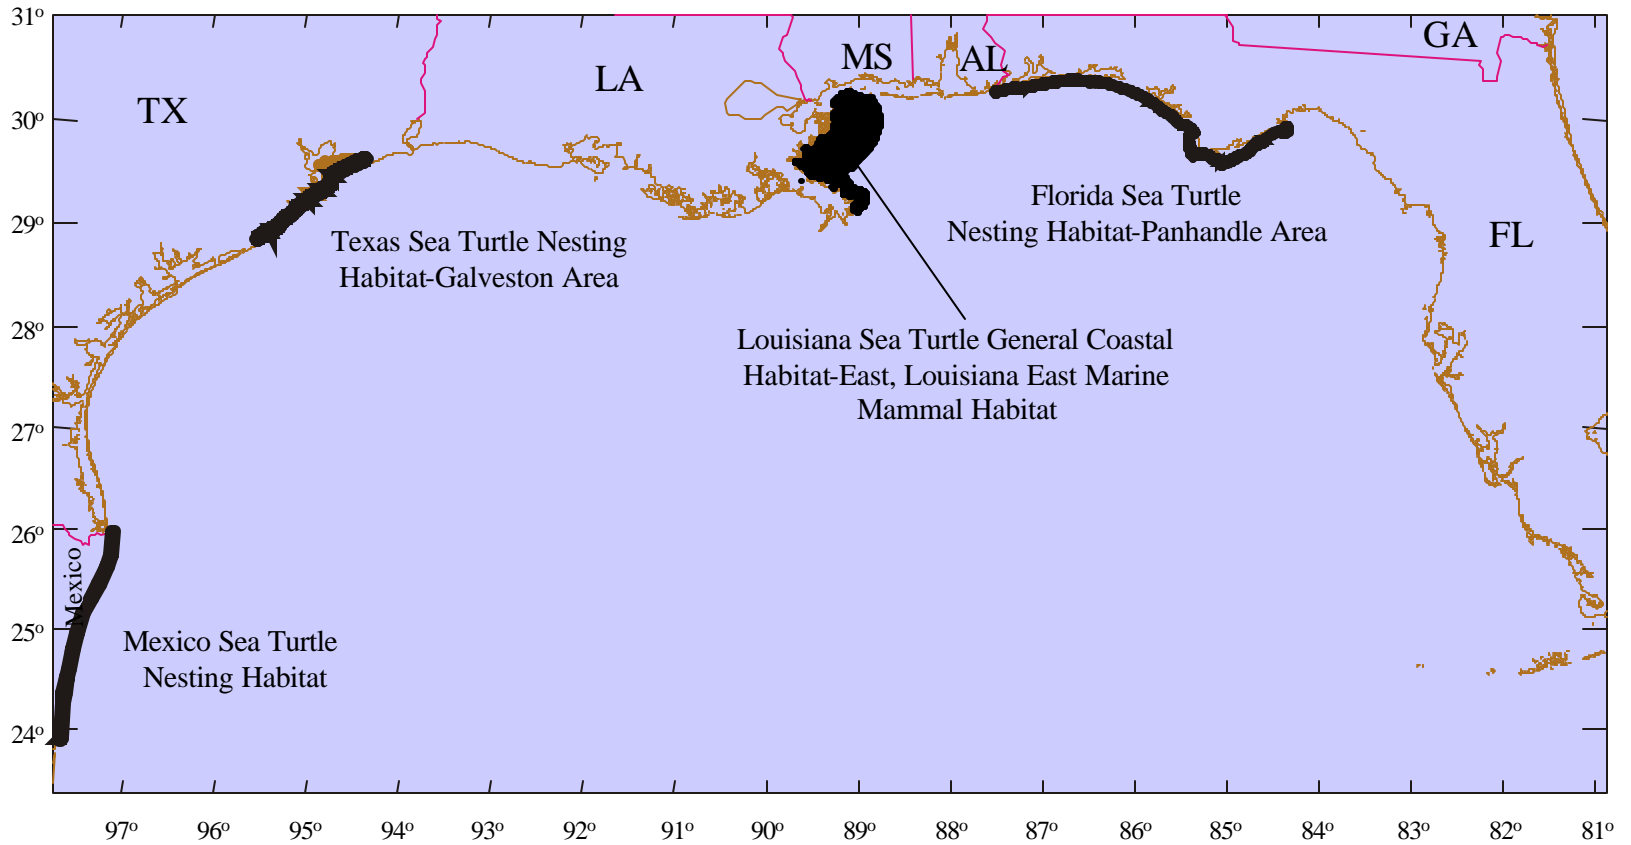 31º
GA
MS
AL
LA
TX
30º
Florida Sea Turtle
Nesting Habitat-Panhandle Area
29º
FL
Texas Sea Turtle Nesting
Habitat-Galveston Area
28º
Louisiana Sea Turtle General Coastal
Habitat-East, Louisiana East Marine
Mammal Habitat
27º
26º
Mexico
25º
Mexico Sea Turtle
Nesting Habitat
24º
97º 96º 95º 94º 93º 92º 91º 90º 89º 88º 87º 86º 85º 84º 83º 82º 81º